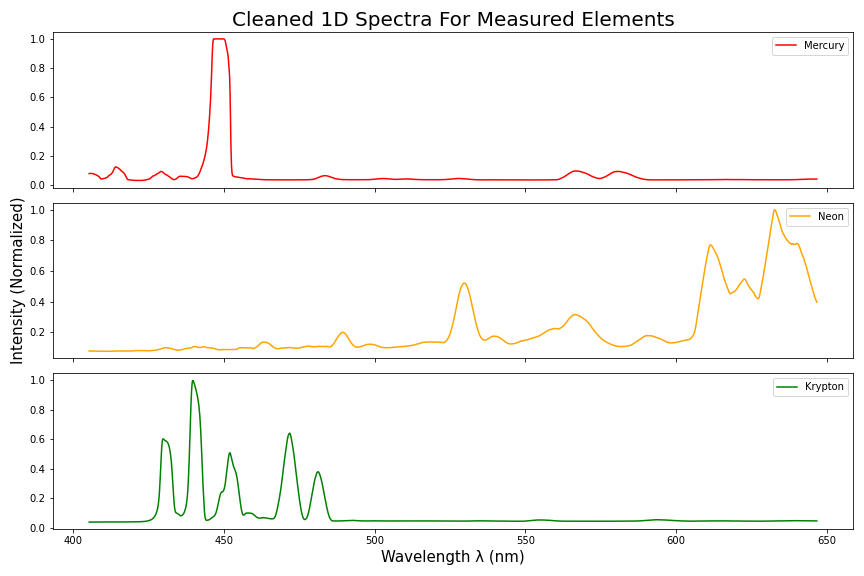 Cleaned 1D Spectra For Measured Elements
1.0
0.8
0.6
0.4
0.2
0.0
Mercury
Intensity (Normalized)
1.0
0.8
0.6
0.4
0.2
Neon
1.0
0.8
0.6
0.4
0.2
0.0
Krypton
400 450 500 550 600 650
Wavelength λ (nm)